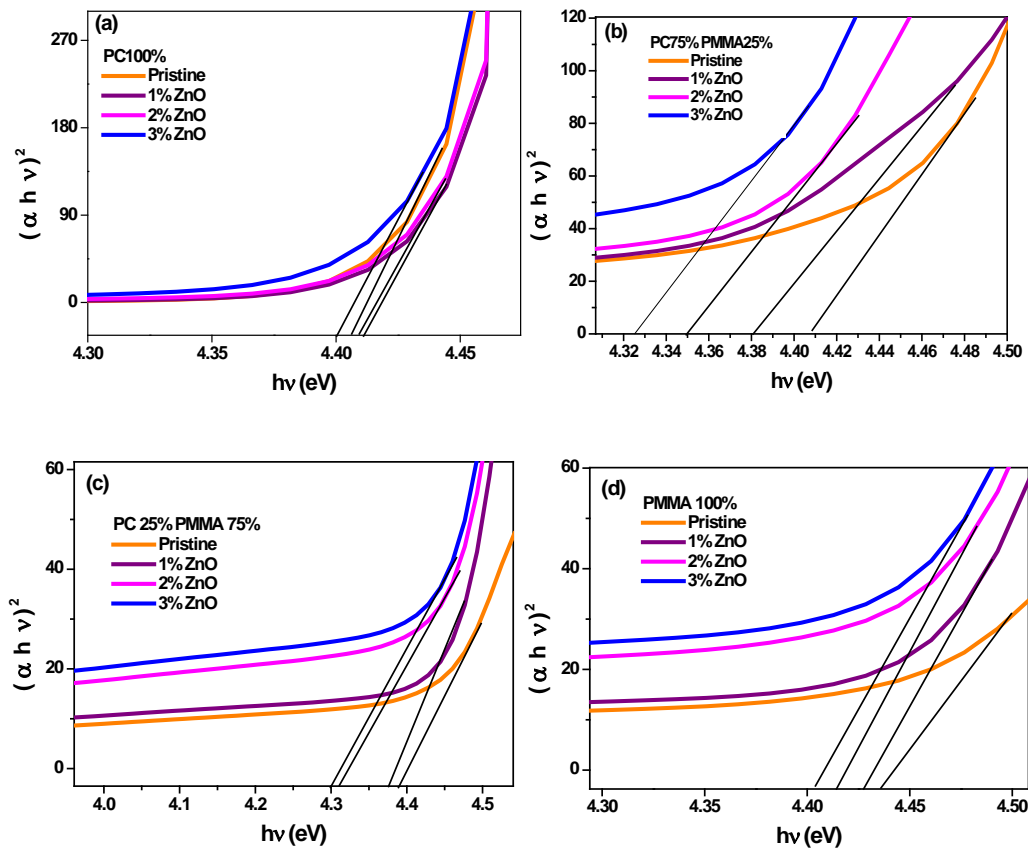 (a)
PC100%
Pristine
1% ZnO
2% ZnO
3% ZnO
270
180
90
0
4.30 4.35 4.40 4.45
hν (eV)
(α h ν)²
(b)
PC75% PMMA25%
Pristine
1% ZnO
2% ZnO
3% ZnO
120
100
80
60
40
20
0
4.32 4.34 4.36 4.38 4.40 4.42 4.44 4.46 4.48 4.50
hν (eV)
(α h ν)²
(c)
PC 25% PMMA 75%
Pristine
1% ZnO
2% ZnO
3% ZnO
60
40
20
0
4.0 4.1 4.2 4.3 4.4 4.5
hν (eV)
(α h ν)²
(d)
PMMA 100%
Pristine
1% ZnO
2% ZnO
3% ZnO
60
40
20
0
4.30 4.35 4.40 4.45 4.50
hν (eV)
(α h ν)²